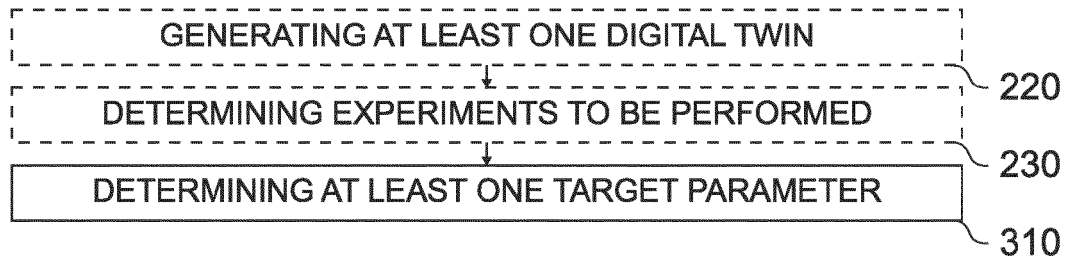 GENERATING AT LEAST ONE DIGITAL TWIN
220
DETERMINING EXPERIMENTS TO BE PERFORMED
230
DETERMINING AT LEAST ONE TARGET PARAMETER
310